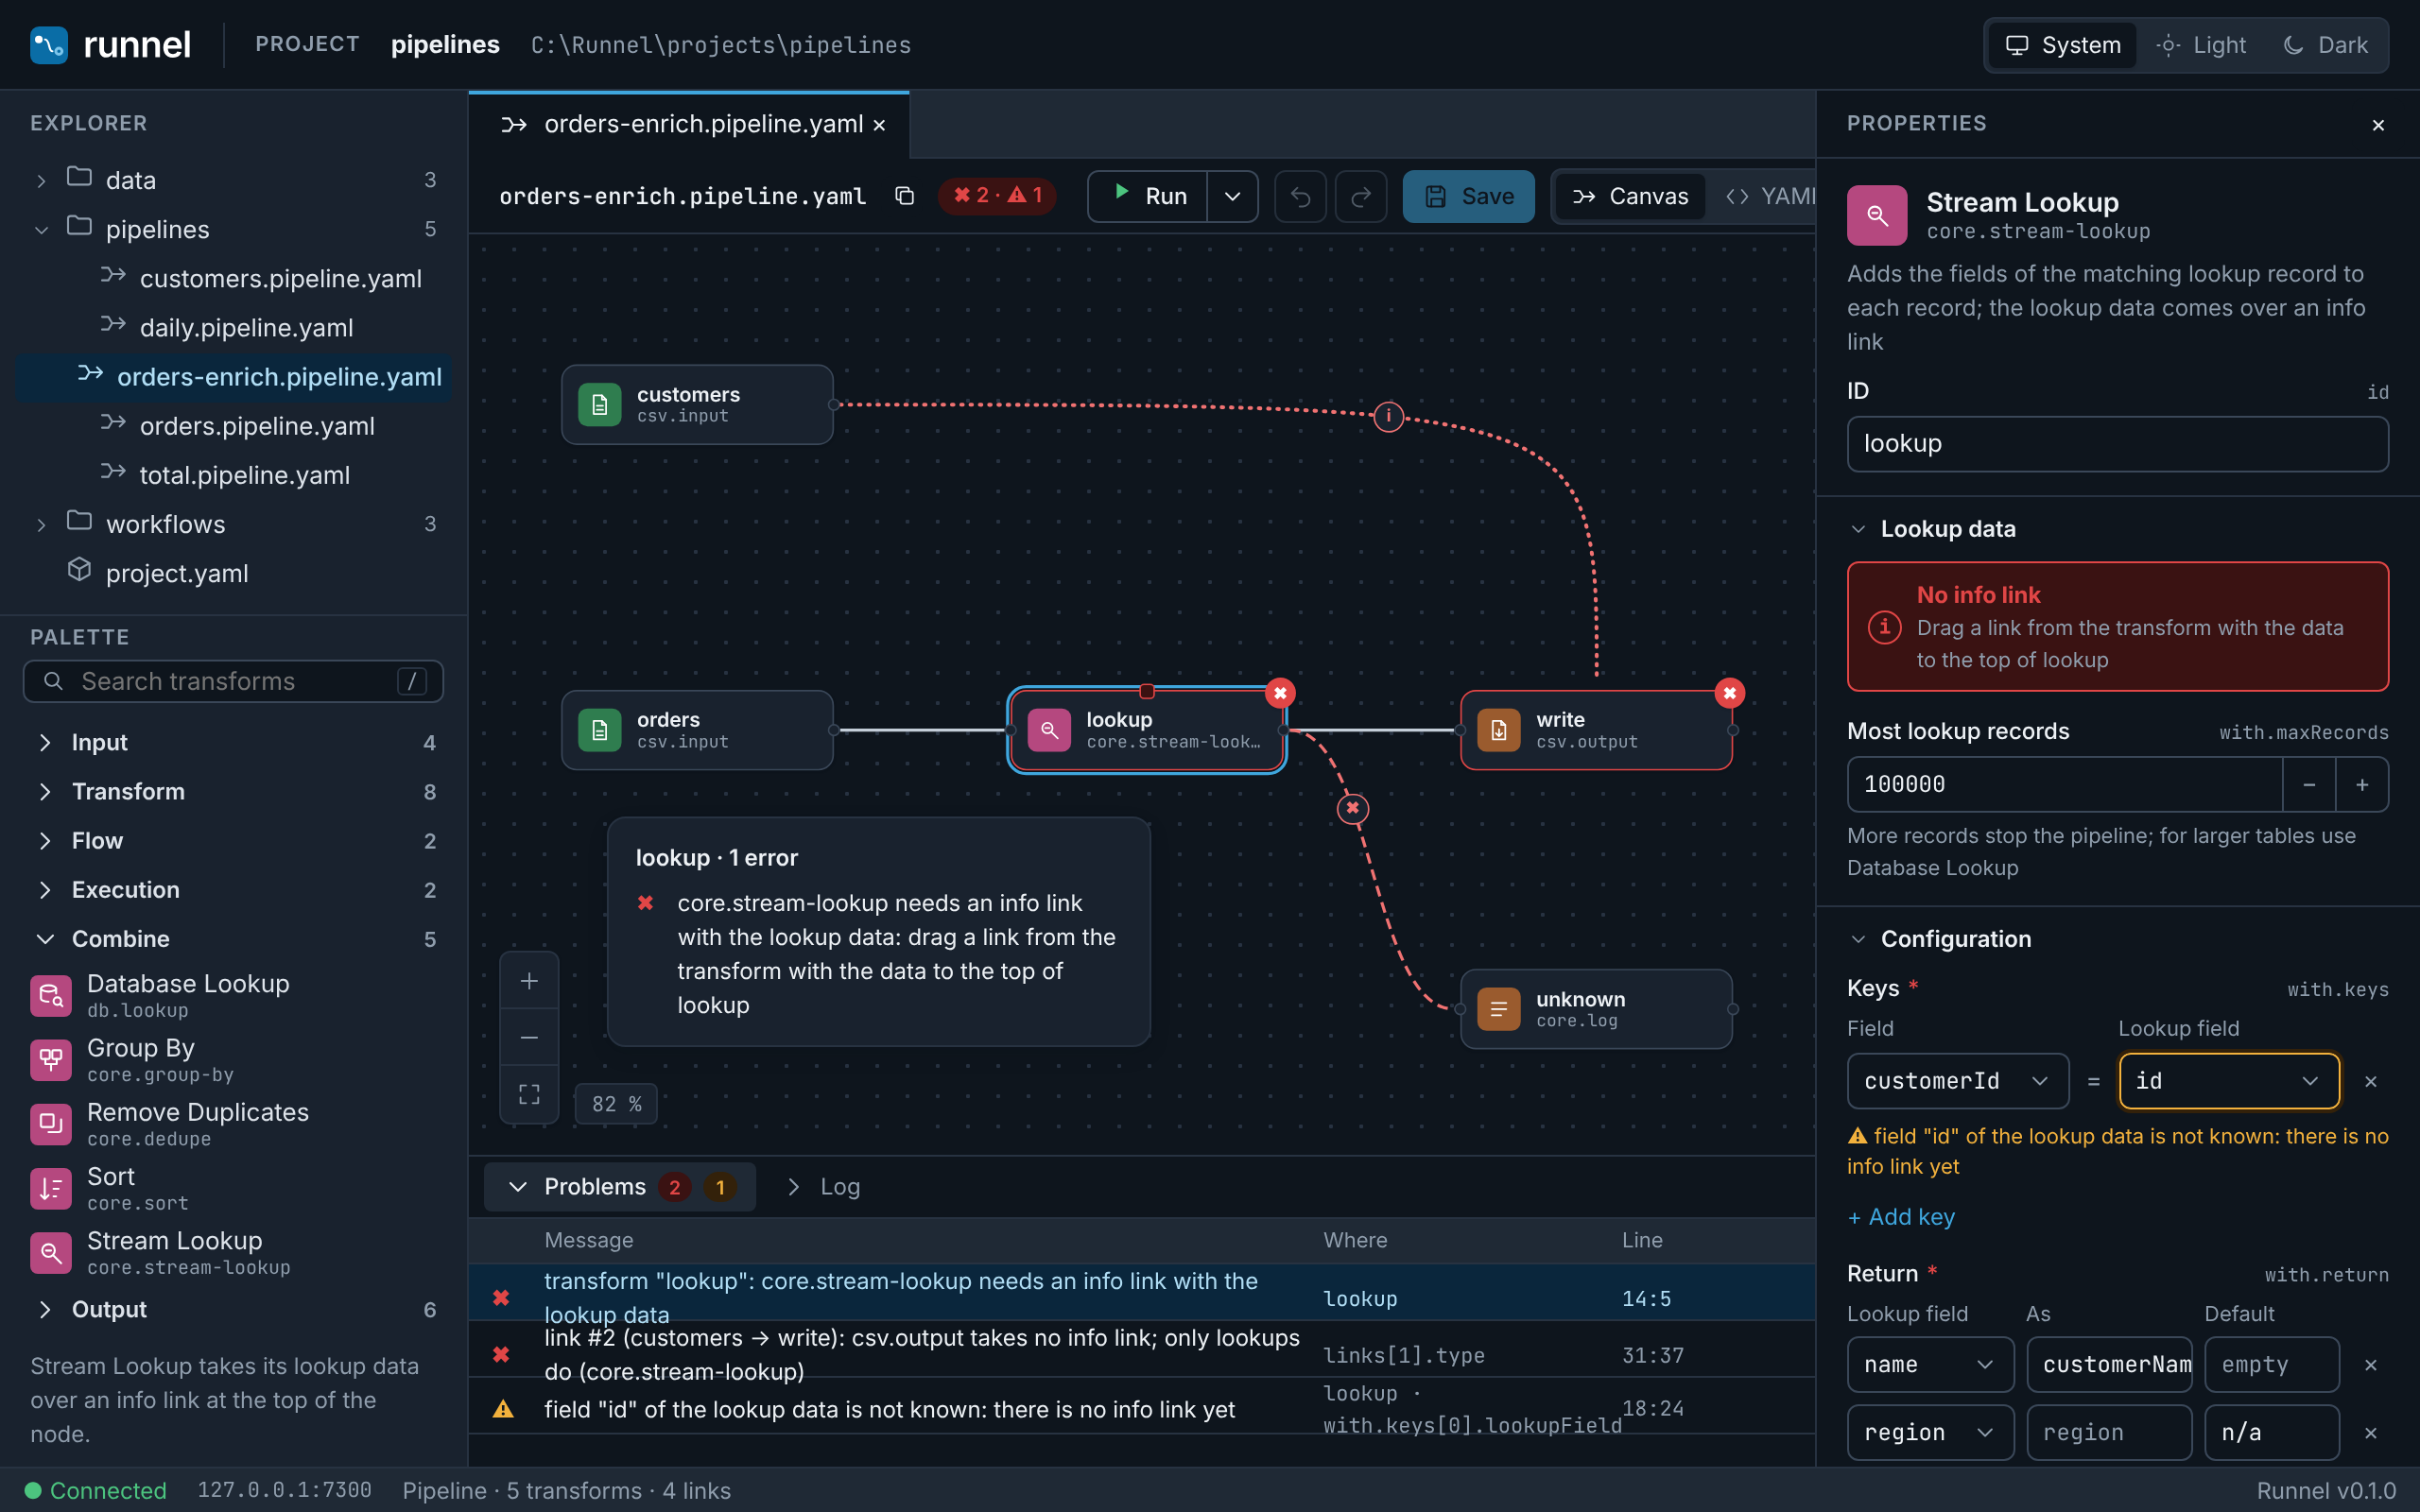 runnel
PROJECT pipelines C:\Runnel\projects\pipelines
System Light Dark
EXPLORER
data 3
pipelines 5
customers.pipeline.yaml
daily.pipeline.yaml
orders-enrich.pipeline.yaml
orders.pipeline.yaml
total.pipeline.yaml
workflows 3
project.yaml
PALETTE
Search transforms /
Input 4
Transform 8
Flow 2
Execution 2
Combine 5
Database Lookup
db.lookup
Group By
core.group-by
Remove Duplicates
core.dedupe
Sort
core.sort
Stream Lookup
core.stream-lookup
Output 6
Stream Lookup takes its lookup data
over an info link at the top of the
node.
orders-enrich.pipeline.yaml ×
orders-enrich.pipeline.yaml 2 · 1 Run Save Canvas YAM
customers
csv.input
i
orders
csv.input
lookup
core.stream-look…
write
csv.output
unknown
core.log
lookup · 1 error
core.stream-lookup needs an info link
with the lookup data: drag a link from the
transform with the data to the top of
lookup
82 %
Problems 2 1 Log
Message Where Line
transform "lookup": core.stream-lookup needs an info link with the
lookup data
lookup 14:5
link #2 (customers → write): csv.output takes no info link; only lookups
do (core.stream-lookup)
links[1].type 31:37
field "id" of the lookup data is not known: there is no info link yet
lookup ·
with.keys[0].lookupField
18:24
PROPERTIES ×
Stream Lookup
core.stream-lookup
Adds the fields of the matching lookup record to
each record; the lookup data comes over an info
link
ID id
lookup
Lookup data
No info link
i
Drag a link from the transform with the data
to the top of lookup
Most lookup records with.maxRecords
100000 − +
More records stop the pipeline; for larger tables use
Database Lookup
Configuration
Keys * with.keys
Field Lookup field
customerId = id ×
field "id" of the lookup data is not known: there is no
info link yet
+ Add key
Return * with.return
Lookup field As Default
name customerNam empty ×
region region n/a ×
Connected 127.0.0.1:7300 Pipeline · 5 transforms · 4 links
Runnel v0.1.0